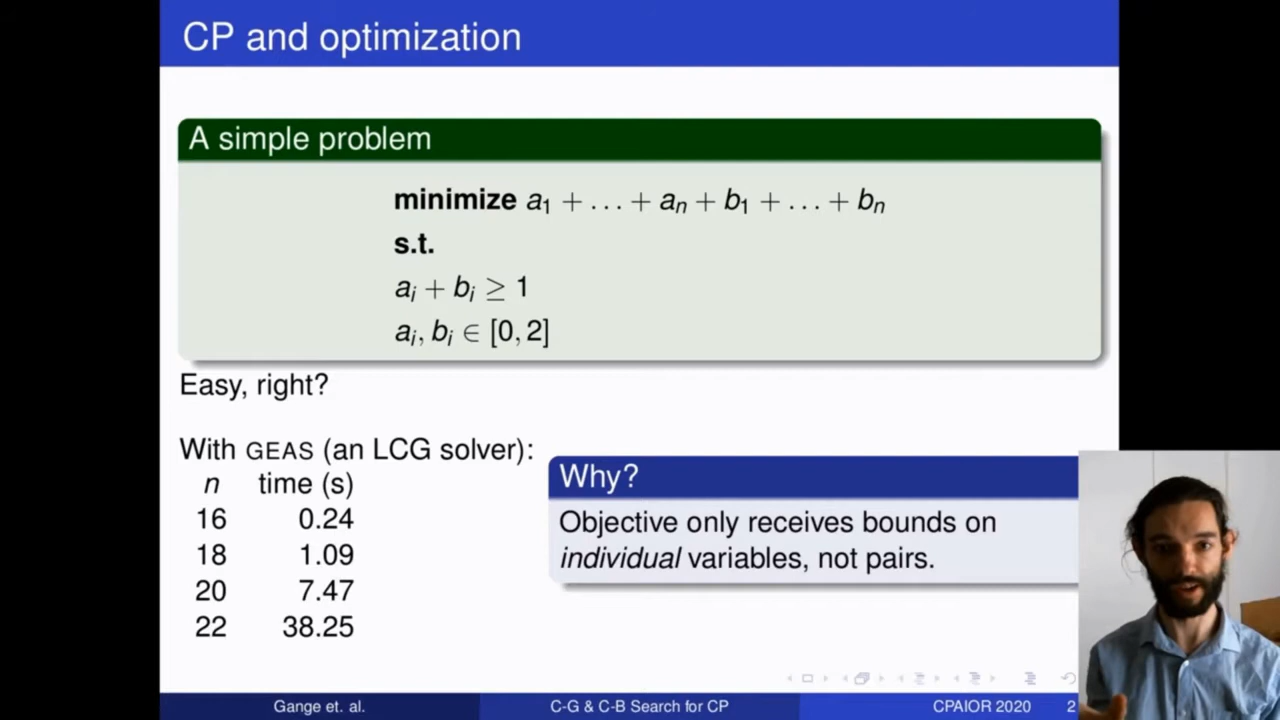 CP and optimization
A simple problem
minimize a₁ + . . . + aₙ + b₁ + . . . + bₙ
s.t.
aᵢ + bᵢ ≥ 1
aᵢ, bᵢ ∈ [0, 2]
Easy, right?
With GEAS (an LCG solver):
n time (s)
16 0.24
18 1.09
20 7.47
22 38.25
Why?
Objective only receives bounds on
individual variables, not pairs.
Gange et. al. C-G & C-B Search for CP CPAIOR 2020 2